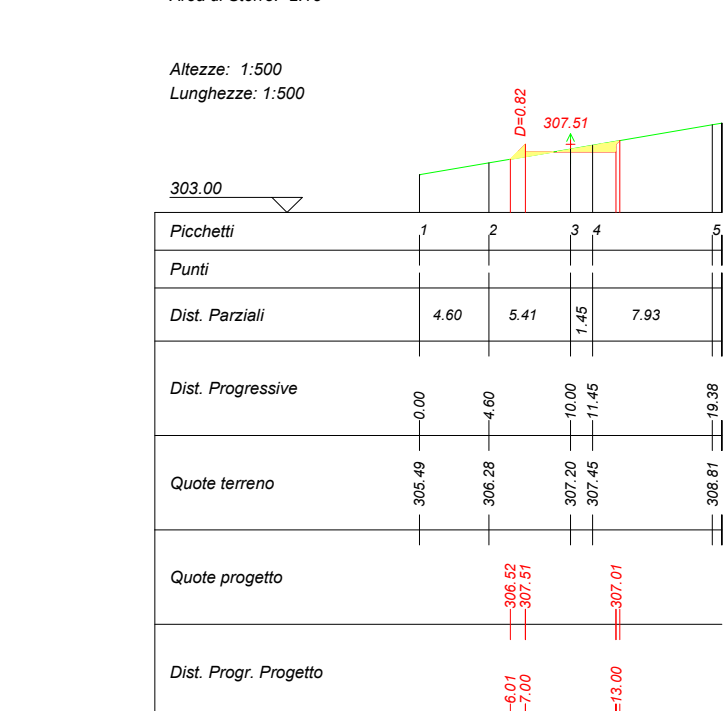 Altezze: 1:500
Lunghezze: 1:500
D=0.82
307.51
303.00
Picchetti 1 2 3 4 5
Punti
Dist. Parziali 4.60 5.41 1.45 7.93
Dist. Progressive 0.00 4.60 10.00 11.45 19.38
Quote terreno 305.49 306.28 307.20 307.45 308.81
Quote progetto 306.52 307.51 307.01
Dist. Progr. Progetto 6.01 7.00 13.00